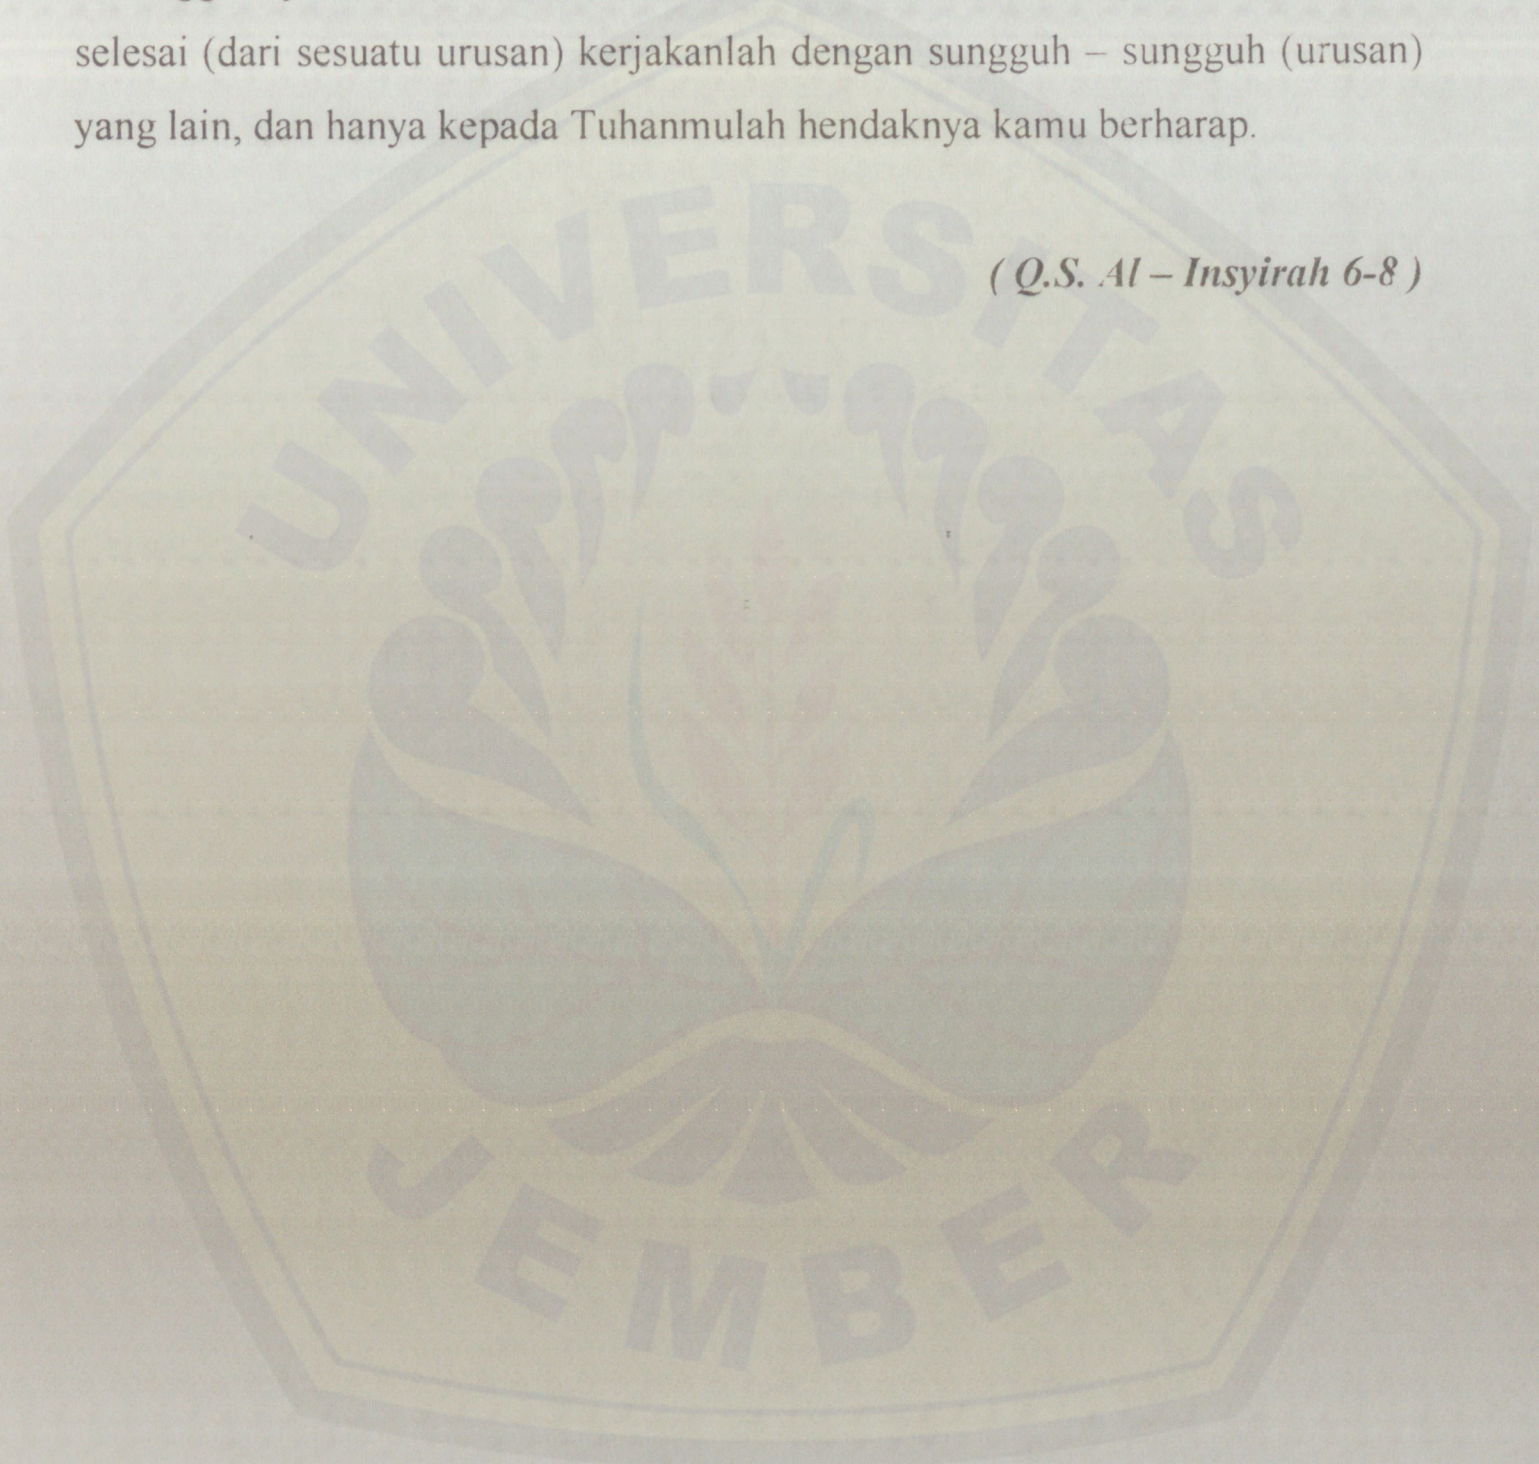 selesai (dari sesuatu urusan) kerjakanlah dengan sungguh – sungguh (urusan)
yang lain, dan hanya kepada Tuhanmulah hendaknya kamu berharap.
( Q.S. Al – Insyirah 6-8 )
UNIVERSITAS
JEMBER